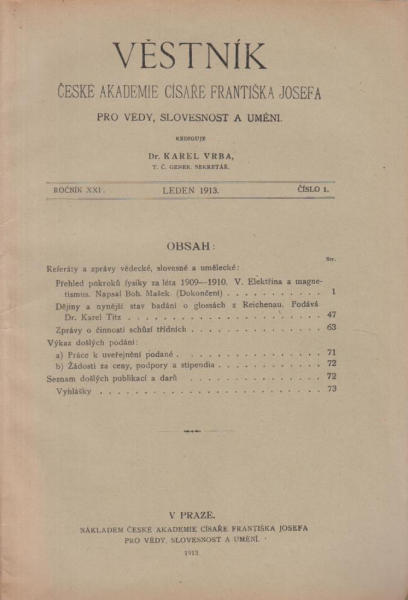 VĚSTNÍK
ČESKÉ AKADEMIE CÍSAŘE FRANTIŠKA JOSEFA
PRO VĚDY, SLOVESNOST A UMĚNI.
REDIGUJE
Dr. KAREL VRBA,
T. Č. GENER. SEKRETÁŘ.
ROČNÍK XXI. LEDEN 1913. ČÍSLO 1.
OBSAH:
Str.
Referáty a zprávy vědecké, slovesné a umělecké:
Přehled pokroků fysiky za léta 1909—1910. V. Elektřina a magne-
tismus. Napsal Boh. Mašek. (Dokončení) . . . . . . . . . . 1
Dějiny a nynější stav badání o glossách z Reichenau. Podává
Dr. Karel Titz . . . . . . . . . . . . . . . . . . . . . . . . 47
Zprávy o činnosti schůzí třídních . . . . . . . . . . . . . . 63
Výkaz došlých podání:
a) Práce k uveřejnění podané . . . . . . . . . . . . . . . 71
b) Žádosti za ceny, podpory a stipendia . . . . . . . . . . . 72
Seznam došlých publikací a darů . . . . . . . . . . . . . . 72
Vyhlášky . . . . . . . . . . . . . . . . . . . . . . . . . . 73
V PRAZE.
NÁKLADEM ČESKÉ AKADEMIE CÍSAŘE FRANTIŠKA JOSEFA
PRO VĚDY, SLOVESNOST A UMĚNÍ.
1913